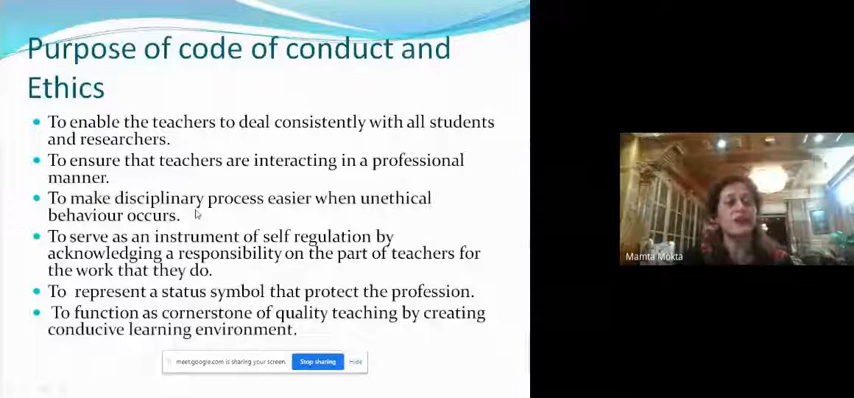 Purpose of code of conduct and
Ethics
To enable the teachers to deal consistently with all students
and researchers.
To ensure that teachers are interacting in a professional
manner.
To make disciplinary process easier when unethical
behaviour occurs.
To serve as an instrument of self regulation by
acknowledging a responsibility on the part of teachers for
the work that they do.
To represent a status symbol that protect the profession.
To function as cornerstone of quality teaching by creating
conducive learning environment.
meet.google.com is sharing your screen. Stop sharing Hide
Mamta Mokta